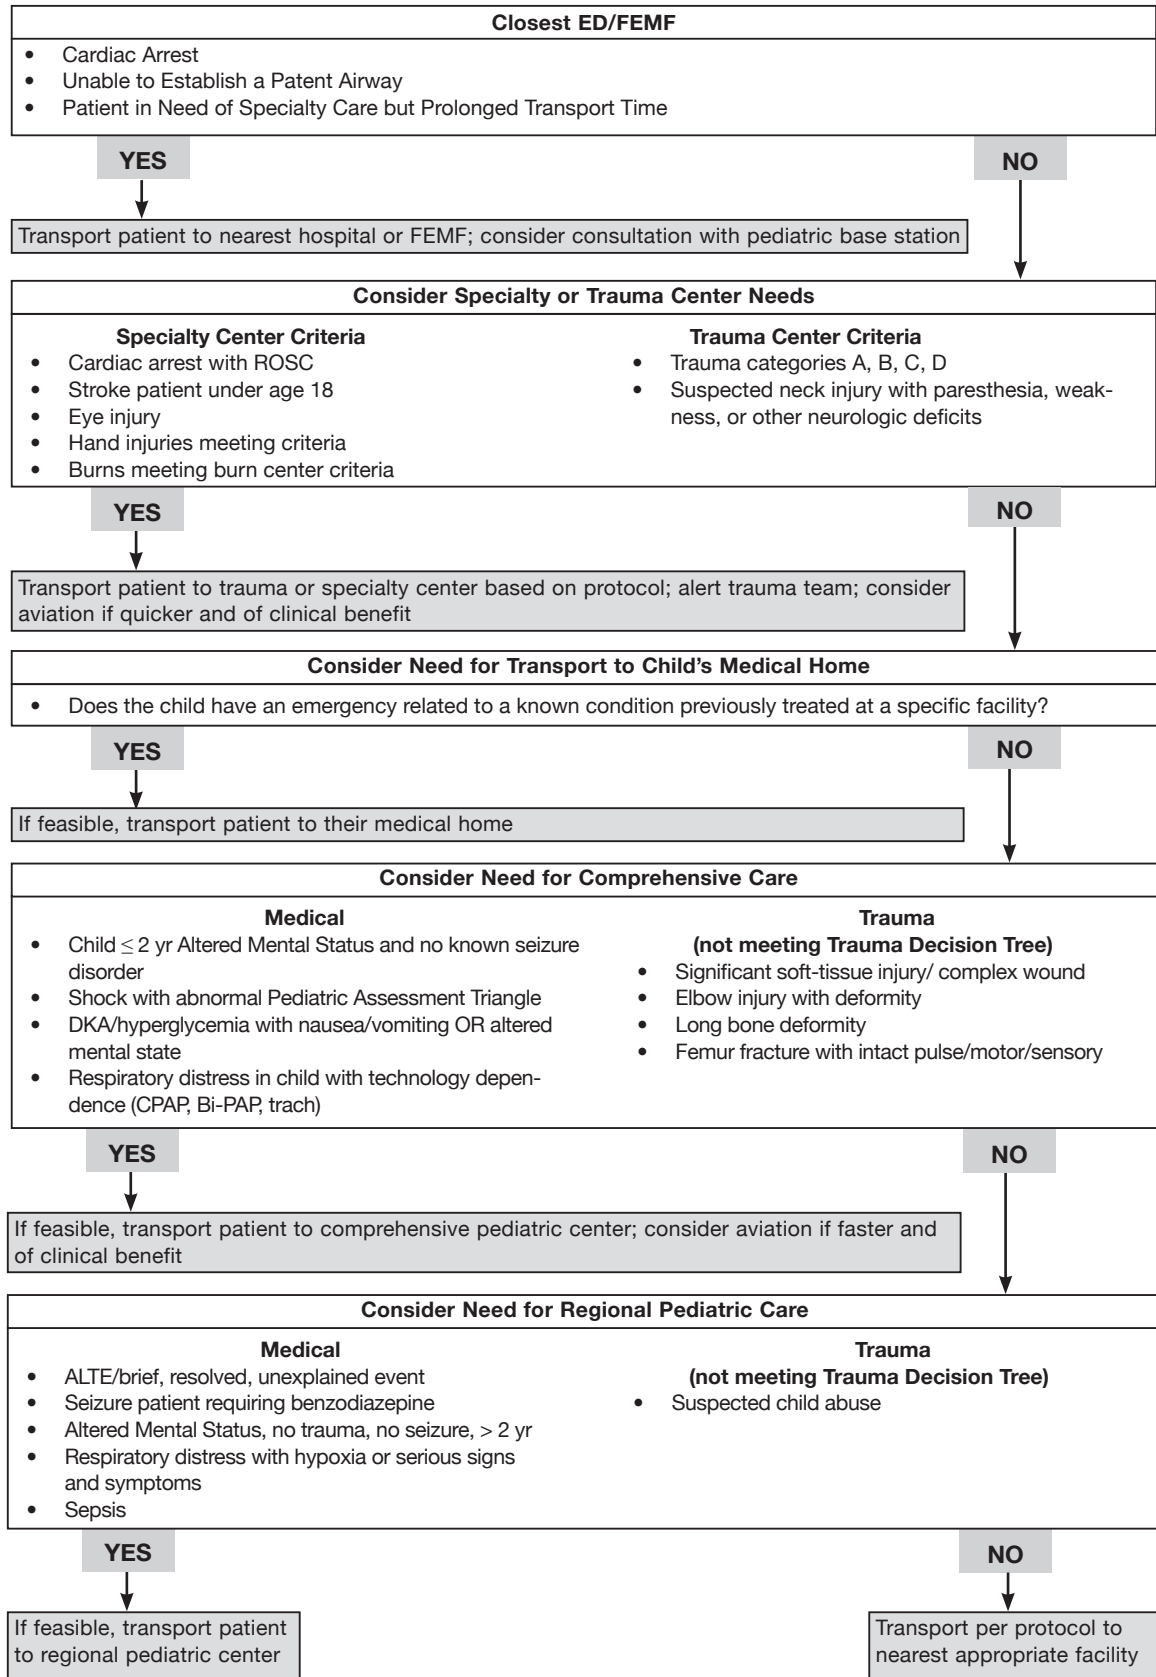 Closest ED/FEMF
• Cardiac Arrest
• Unable to Establish a Patent Airway
• Patient in Need of Specialty Care but Prolonged Transport Time
YES
NO
Transport patient to nearest hospital or FEMF; consider consultation with pediatric base station
Consider Specialty or Trauma Center Needs
Specialty Center Criteria
• Cardiac arrest with ROSC
• Stroke patient under age 18
• Eye injury
• Hand injuries meeting criteria
• Burns meeting burn center criteria
Trauma Center Criteria
• Trauma categories A, B, C, D
• Suspected neck injury with paresthesia, weak-
ness, or other neurologic deficits
YES
NO
Transport patient to trauma or specialty center based on protocol; alert trauma team; consider
aviation if quicker and of clinical benefit
Consider Need for Transport to Child's Medical Home
• Does the child have an emergency related to a known condition previously treated at a specific facility?
YES
NO
If feasible, transport patient to their medical home
Consider Need for Comprehensive Care
Medical
• Child ≤ 2 yr Altered Mental Status and no known seizure
disorder
• Shock with abnormal Pediatric Assessment Triangle
• DKA/hyperglycemia with nausea/vomiting OR altered
mental state
• Respiratory distress in child with technology depen-
dence (CPAP, Bi-PAP, trach)
Trauma
(not meeting Trauma Decision Tree)
• Significant soft-tissue injury/ complex wound
• Elbow injury with deformity
• Long bone deformity
• Femur fracture with intact pulse/motor/sensory
YES
NO
If feasible, transport patient to comprehensive pediatric center; consider aviation if faster and
of clinical benefit
Consider Need for Regional Pediatric Care
Medical
• ALTE/brief, resolved, unexplained event
• Seizure patient requiring benzodiazepine
• Altered Mental Status, no trauma, no seizure, > 2 yr
• Respiratory distress with hypoxia or serious signs
and symptoms
• Sepsis
Trauma
(not meeting Trauma Decision Tree)
• Suspected child abuse
YES
NO
If feasible, transport patient
to regional pediatric center
Transport per protocol to
nearest appropriate facility